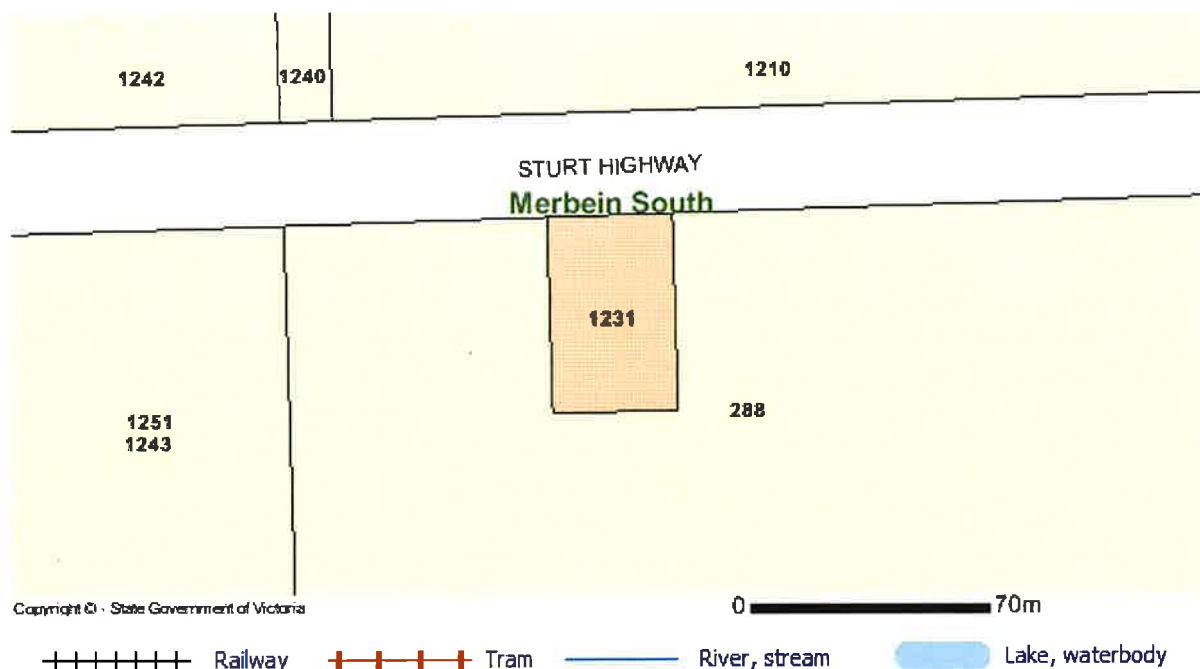 1242
1240
1210
STURT HIGHWAY
Merbein South
1231
288
1251
1243
Copyright © - State Government of Victoria
0 70m
Railway Tram River, stream Lake, waterbody